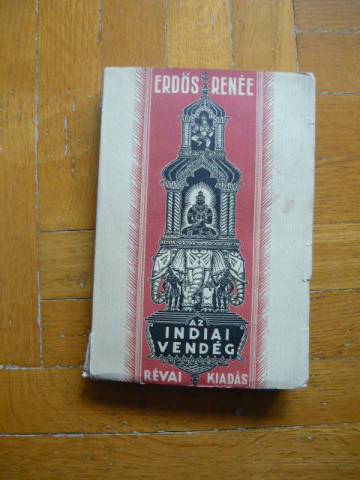 ERDŐS RENÉE
AZ
INDIAI
VENDÉG
RÉVAI KIADÁS